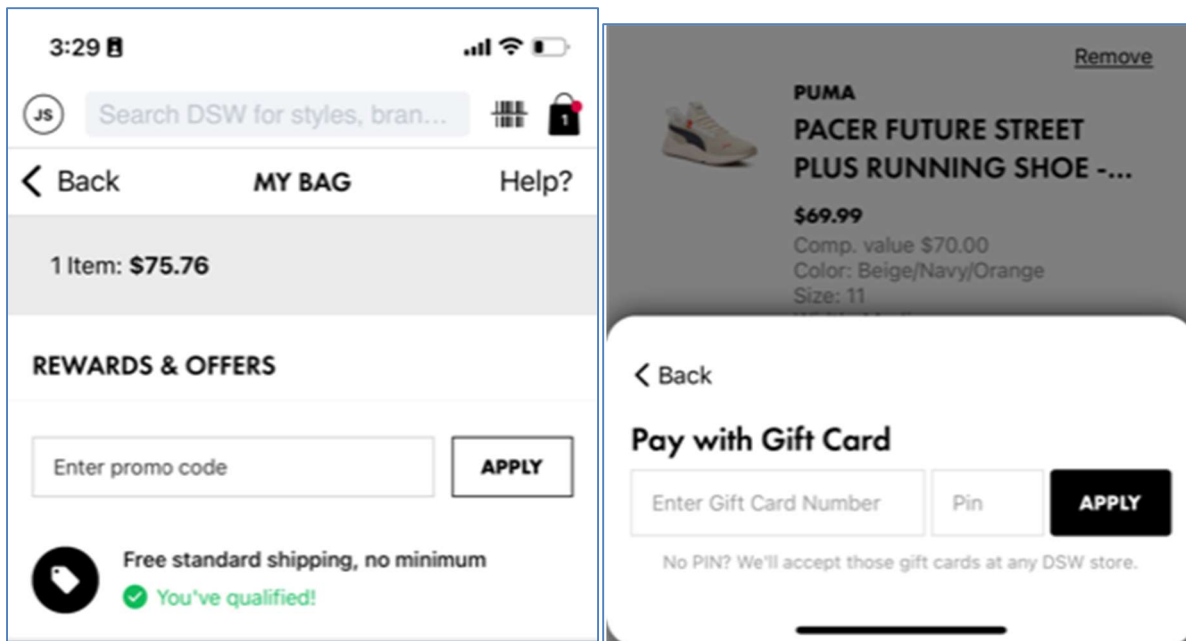 3:29
JS
Search DSW for styles, bran...
1
Back
MY BAG
Help?
1 Item: $75.76
REWARDS & OFFERS
Enter promo code
APPLY
Free standard shipping, no minimum
You've qualified!
Remove
PUMA
PACER FUTURE STREET
PLUS RUNNING SHOE -...
$69.99
Comp. value $70.00
Color: Beige/Navy/Orange
Size: 11
Back
Pay with Gift Card
Enter Gift Card Number
Pin
APPLY
No PIN? We'll accept those gift cards at any DSW store.